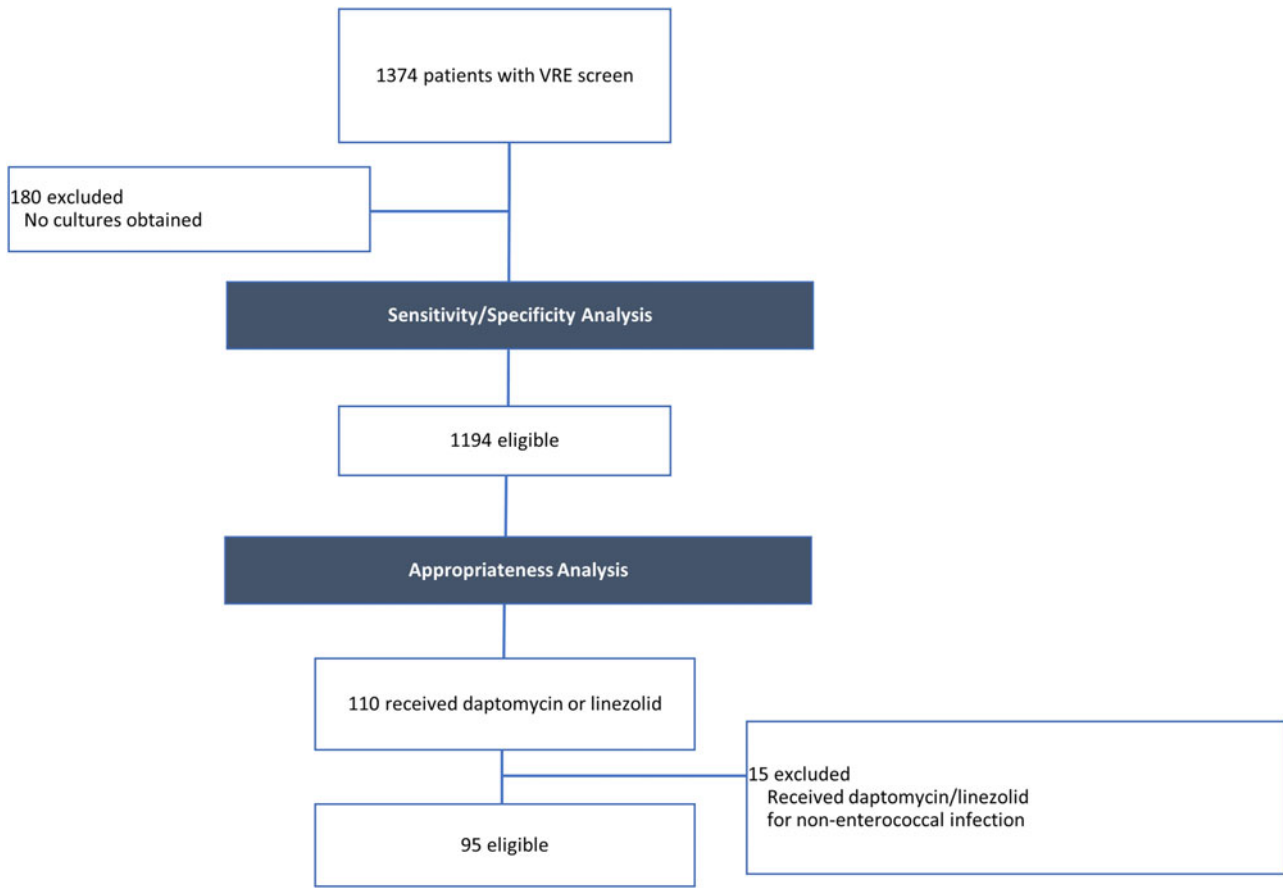 1374 patients with VRE screen
180 excluded
No cultures obtained
Sensitivity/Specificity Analysis
1194 eligible
Appropriateness Analysis
110 received daptomycin or linezolid
15 excluded
Received daptomycin/linezolid
for non-enterococcal infection
95 eligible